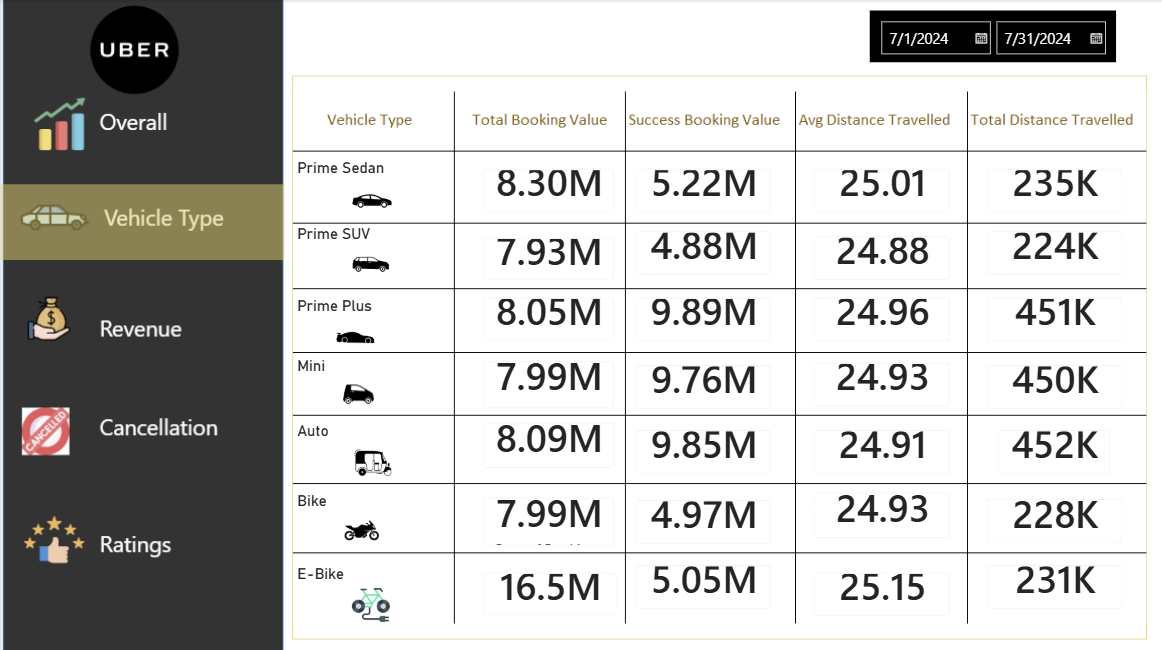 UBER
7/1/2024 7/31/2024
Overall
Vehicle Type
Revenue
CANCELLED
Cancellation
Ratings
Vehicle Type Total Booking Value Success Booking Value Avg Distance Travelled Total Distance Travelled
Prime Sedan 8.30M 5.22M 25.01 235K
Prime SUV 7.93M 4.88M 24.88 224K
Prime Plus 8.05M 9.89M 24.96 451K
Mini 7.99M 9.76M 24.93 450K
Auto 8.09M 9.85M 24.91 452K
Bike 7.99M 4.97M 24.93 228K
E-Bike 16.5M 5.05M 25.15 231K